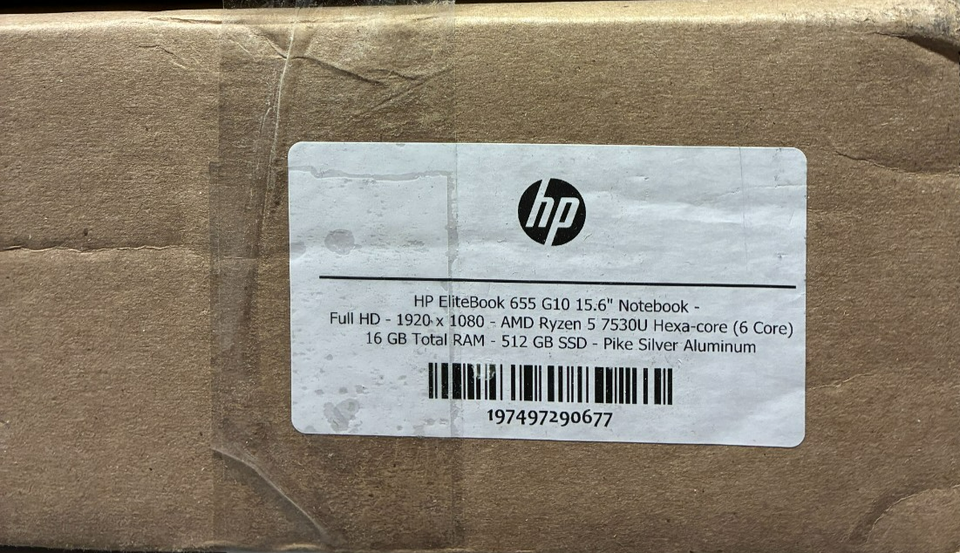 hp
HP EliteBook 655 G10 15.6" Notebook -
Full HD - 1920 x 1080 - AMD Ryzen 5 7530U Hexa-core (6 Core)
16 GB Total RAM - 512 GB SSD - Pike Silver Aluminum
197497290677